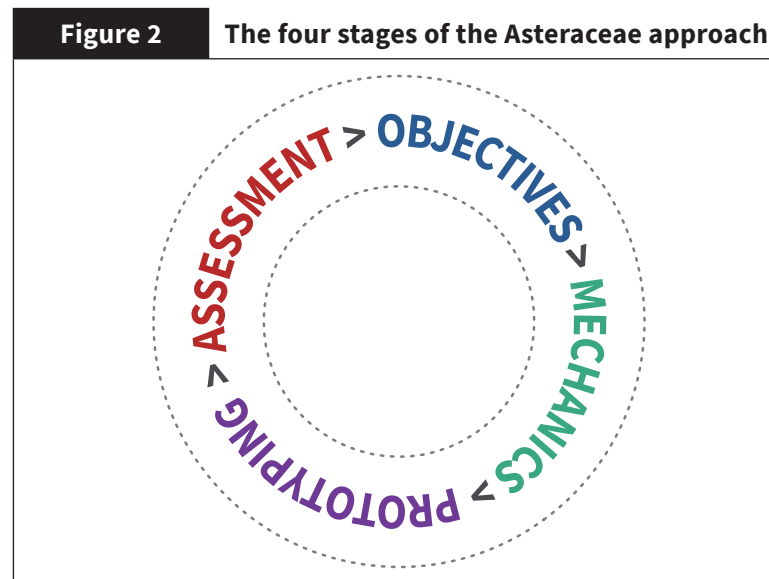 Figure 2 The four stages of the Asteraceae approach
OBJECTIVES > MECHANICS > PROTOTYPING > ASSESSMENT >